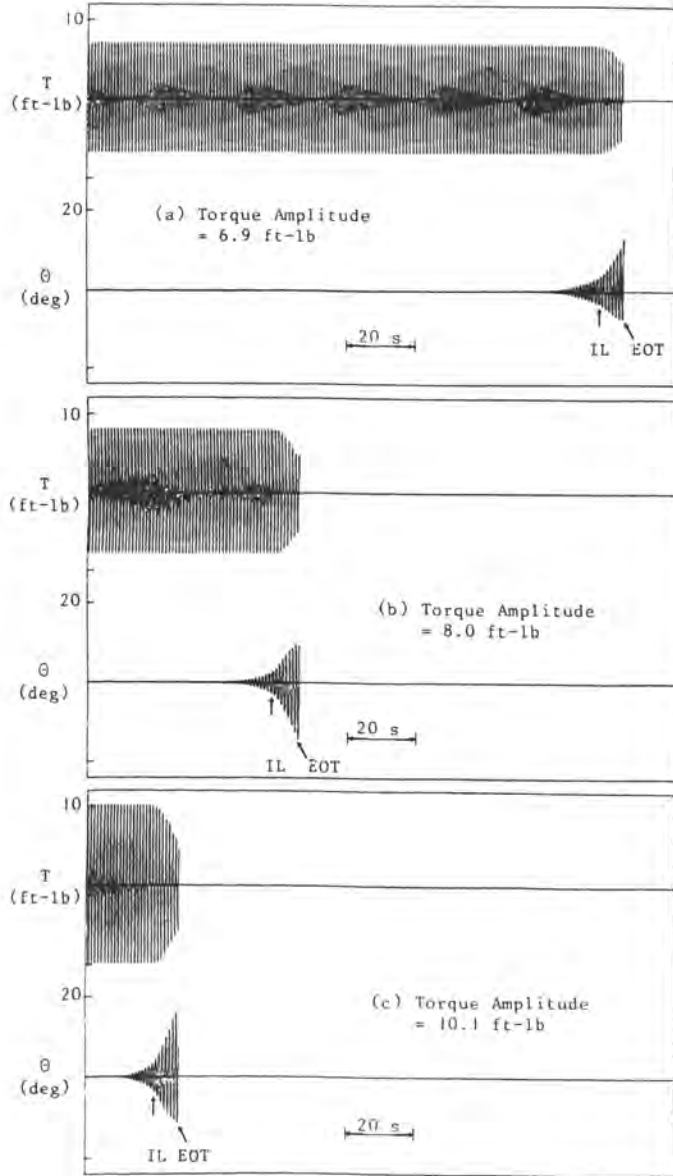 10
T
(ft-lb)
20
(a) Torque Amplitude
= 6.9 ft-lb
Θ
(deg)
20 s
IL EOT
10
T
(ft-lb)
20
(b) Torque Amplitude
= 8.0 ft-lb
Θ
(deg)
20 s
IL EOT
10
T
(ft-lb)
20
(c) Torque Amplitude
= 10.1 ft-lb
Θ
(deg)
20 s
IL EOT